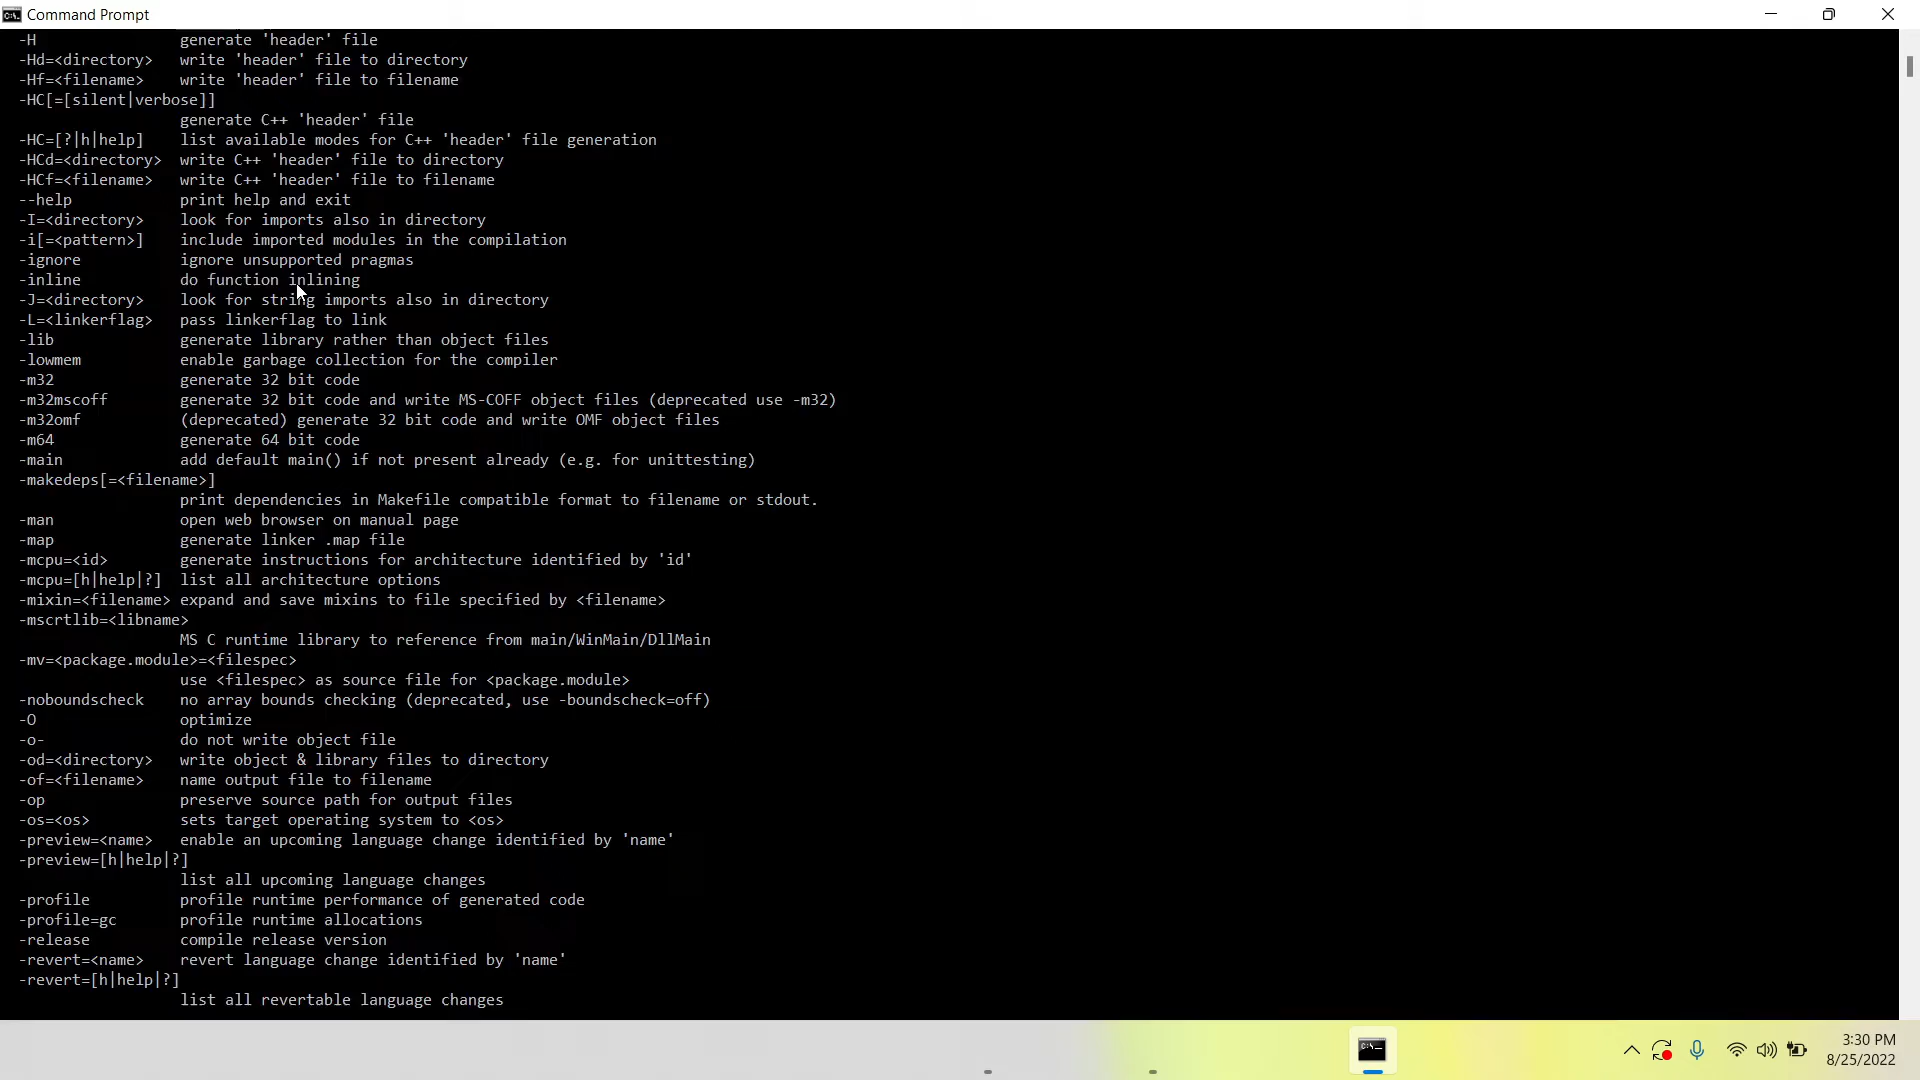 Command Prompt
-H generate 'header' file
-Hd=<directory> write 'header' file to directory
-Hf=<filename> write 'header' file to filename
-HC[=[silent|verbose]]
generate C++ 'header' file
-HC=[?|h|help] list available modes for C++ 'header' file generation
-HCd=<directory> write C++ 'header' file to directory
-HCf=<filename> write C++ 'header' file to filename
--help print help and exit
-I=<directory> look for imports also in directory
-i[=<pattern>] include imported modules in the compilation
-ignore ignore unsupported pragmas
-inline do function inlining
-J=<directory> look for string imports also in directory
-L=<linkerflag> pass linkerflag to link
-lib generate library rather than object files
-lowmem enable garbage collection for the compiler
-m32 generate 32 bit code
-m32mscoff generate 32 bit code and write MS-COFF object files (deprecated use -m32)
-m32omf (deprecated) generate 32 bit code and write OMF object files
-m64 generate 64 bit code
-main add default main() if not present already (e.g. for unittesting)
-makedeps[=<filename>]
print dependencies in Makefile compatible format to filename or stdout.
-man open web browser on manual page
-map generate linker .map file
-mcpu=<id> generate instructions for architecture identified by 'id'
-mcpu=[h|help|?] list all architecture options
-mixin=<filename> expand and save mixins to file specified by <filename>
-mscrtlib=<libname>
MS C runtime library to reference from main/WinMain/DllMain
-mv=<package.module>=<filespec>
use <filespec> as source file for <package.module>
-noboundscheck no array bounds checking (deprecated, use -boundscheck=off)
-O optimize
-o- do not write object file
-od=<directory> write object & library files to directory
-of=<filename> name output file to filename
-op preserve source path for output files
-os=<os> sets target operating system to <os>
-preview=<name> enable an upcoming language change identified by 'name'
-preview=[h|help|?]
list all upcoming language changes
-profile profile runtime performance of generated code
-profile=gc profile runtime allocations
-release compile release version
-revert=<name> revert language change identified by 'name'
-revert=[h|help|?]
list all revertable language changes
3:30 PM
8/25/2022